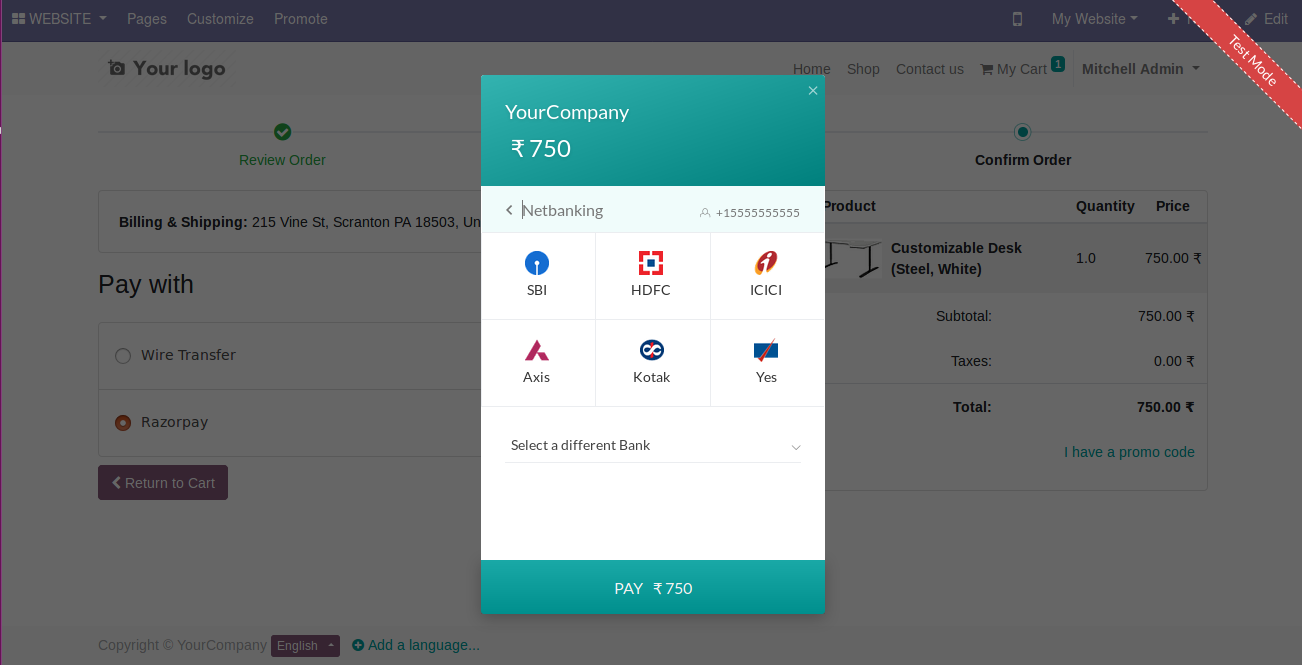 WEBSITE Pages Customize Promote My Website Edit
Test Mode
Your logo
Home Shop Contact us My Cart 1 Mitchell Admin
Review Order
Confirm Order
Billing & Shipping: 215 Vine St, Scranton PA 18503,
Pay with
Wire Transfer
Razorpay
Return to Cart
YourCompany
₹ 750
Netbanking +15555555555
SBI HDFC ICICI
Axis Kotak Yes
Select a different Bank
PAY ₹ 750
Product Quantity Price
Customizable Desk
(Steel, White) 1.0 750.00 ₹
Subtotal: 750.00 ₹
Taxes: 0.00 ₹
Total: 750.00 ₹
I have a promo code
Copyright © YourCompany English Add a language...